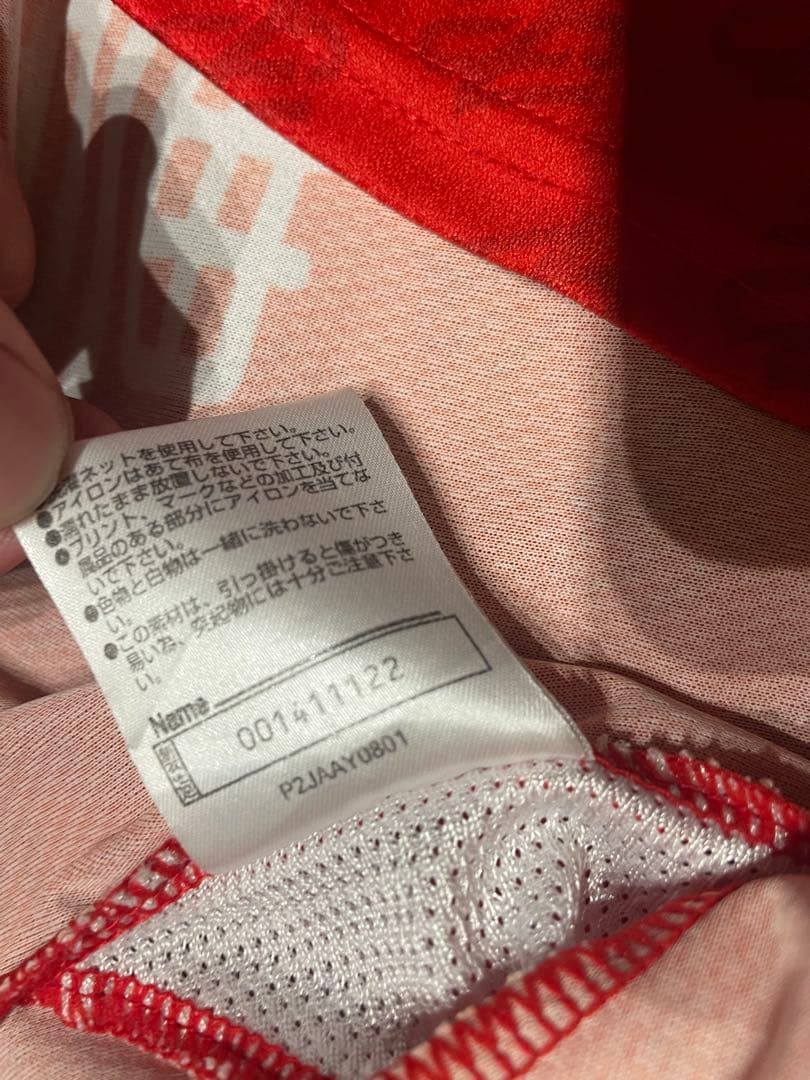 ネットを使用して下さい。
●アイロンはあて布を使用して下さい。
●濡れたまま放置しないで下さい。
●プリント、マークなどの加工及び付
属品のある部分にアイロンを当てな
いで下さい。
●色物と白物は一緒に洗わないで下さ
い。
●この素材は、引っ掛けると傷がつき
易い為、突起物には十分ご注意下さ
い。
Name
001411122
P2JAAY0801